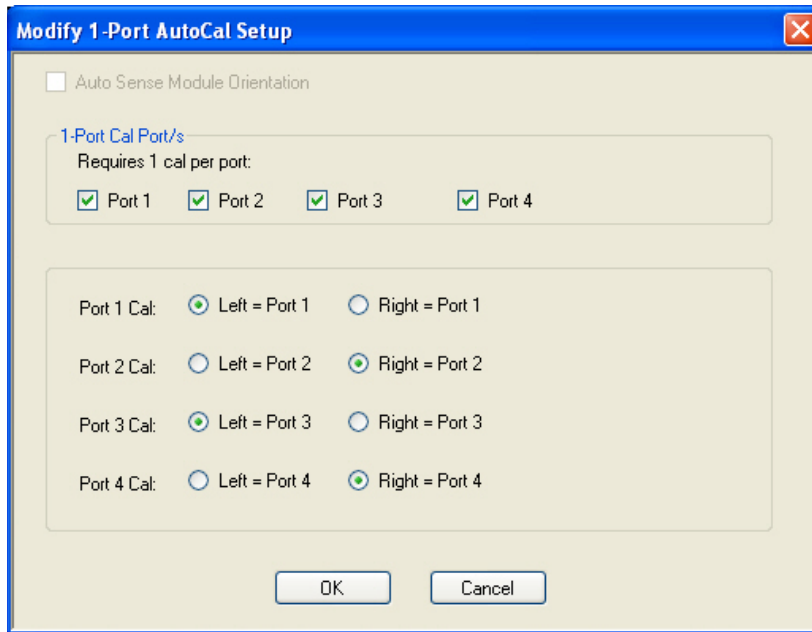 Modify 1-Port AutoCal Setup
Auto Sense Module Orientation
1-Port Cal Port/s
Requires 1 cal per port:
Port 1 Port 2 Port 3 Port 4
Port 1 Cal: Left = Port 1 Right = Port 1
Port 2 Cal: Left = Port 2 Right = Port 2
Port 3 Cal: Left = Port 3 Right = Port 3
Port 4 Cal: Left = Port 4 Right = Port 4
OK Cancel